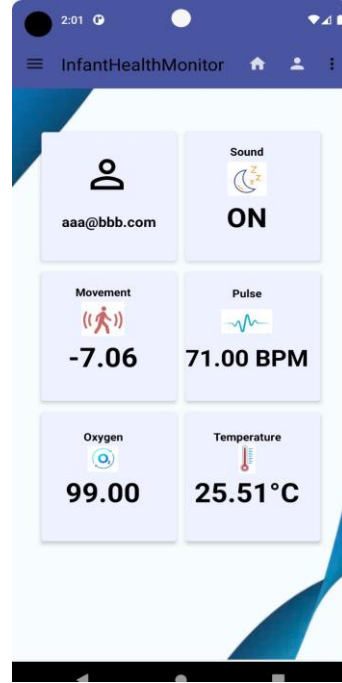 2:01
InfantHealthMonitor
aaa@bbb.com
Sound
ON
Movement
-7.06
Pulse
71.00 BPM
Oxygen
99.00
Temperature
25.51°C